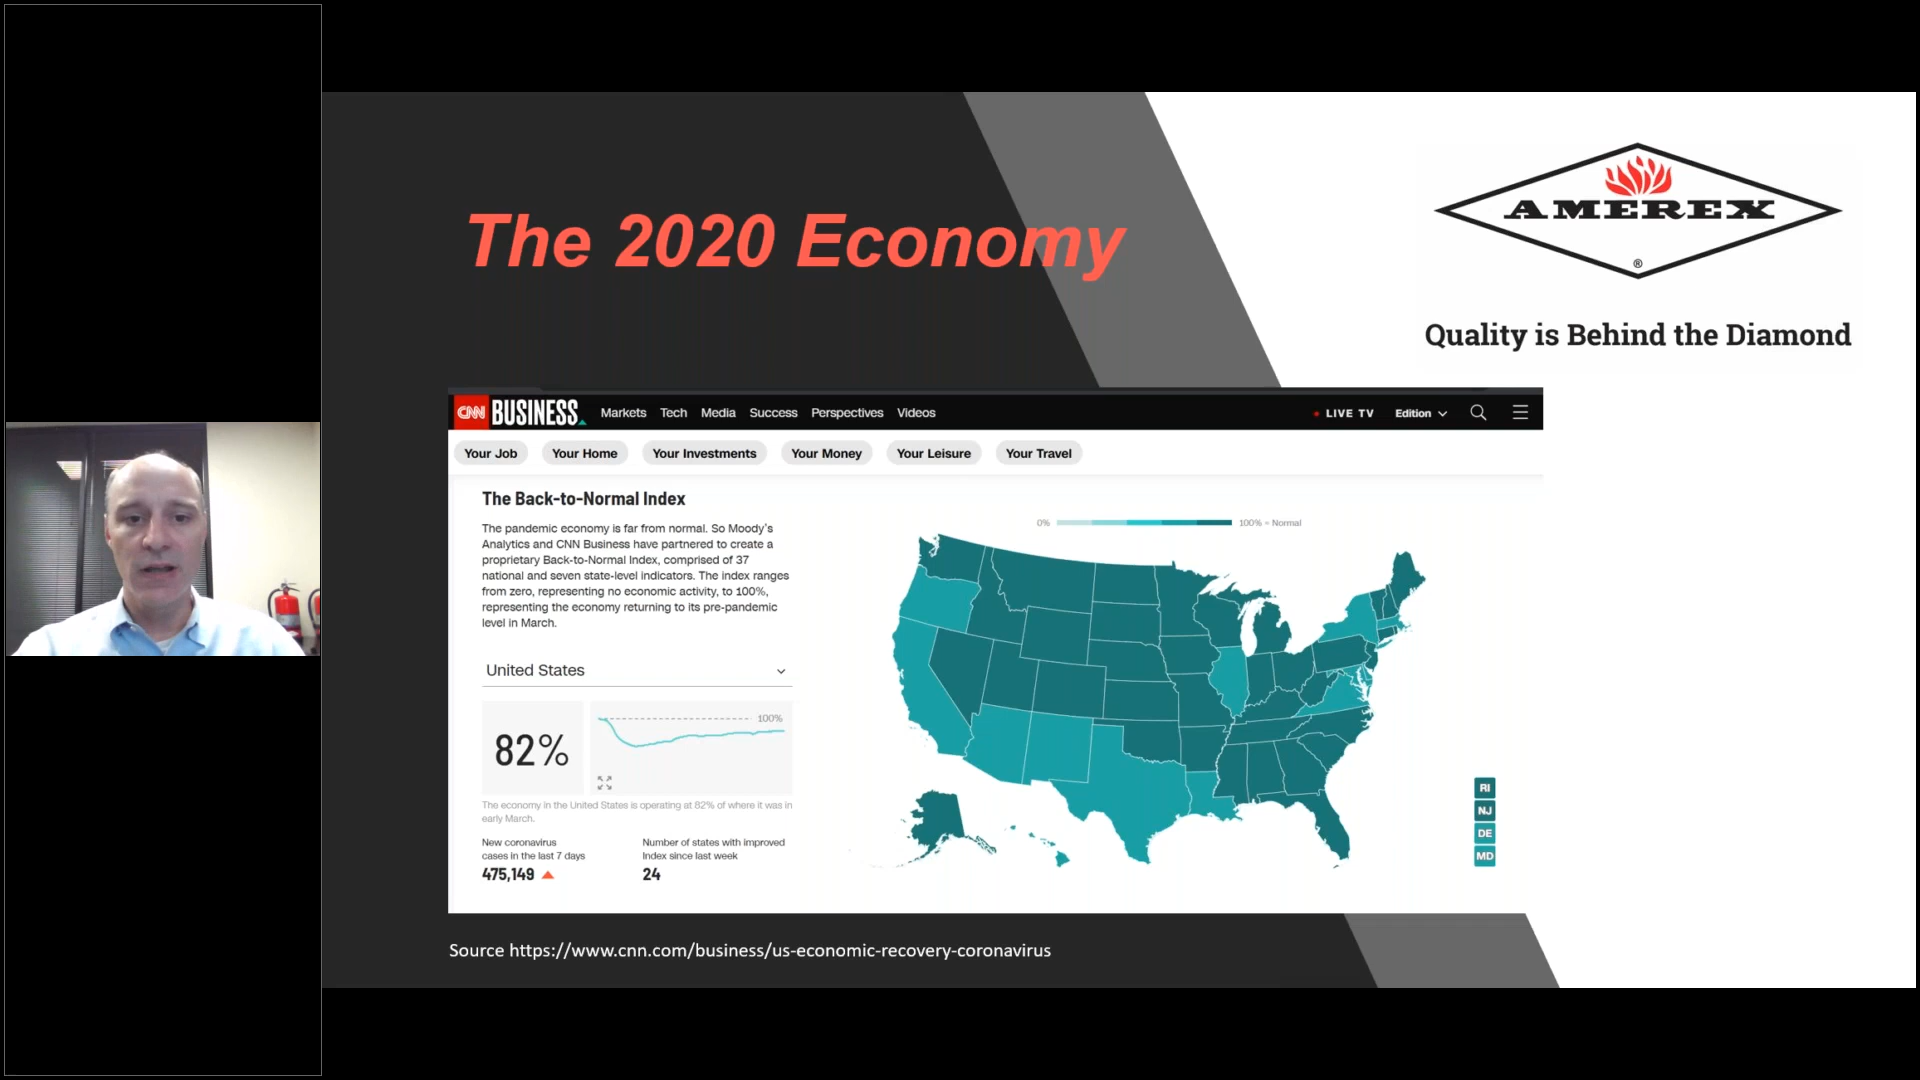 The 2020 Economy
AMEREX
®
Quality is Behind the Diamond
CNN BUSINESS Markets Tech Media Success Perspectives Videos LIVE TV Edition
Your Job Your Home Your Investments Your Money Your Leisure Your Travel
The Back-to-Normal Index
The pandemic economy is far from normal. So Moody's
Analytics and CNN Business have partnered to create a
proprietary Back-to-Normal Index, comprised of 37
national and seven state-level indicators. The index ranges
from zero, representing no economic activity, to 100%,
representing the economy returning to its pre-pandemic
level in March.
0% 100% = Normal
United States
82%
100%
The economy in the United States is operating at 82% of where it was in
early March.
New coronavirus
cases in the last 7 days
475,149
Number of states with improved
Index since last week
24
RI
NJ
DE
MD
Source https://www.cnn.com/business/us-economic-recovery-coronavirus